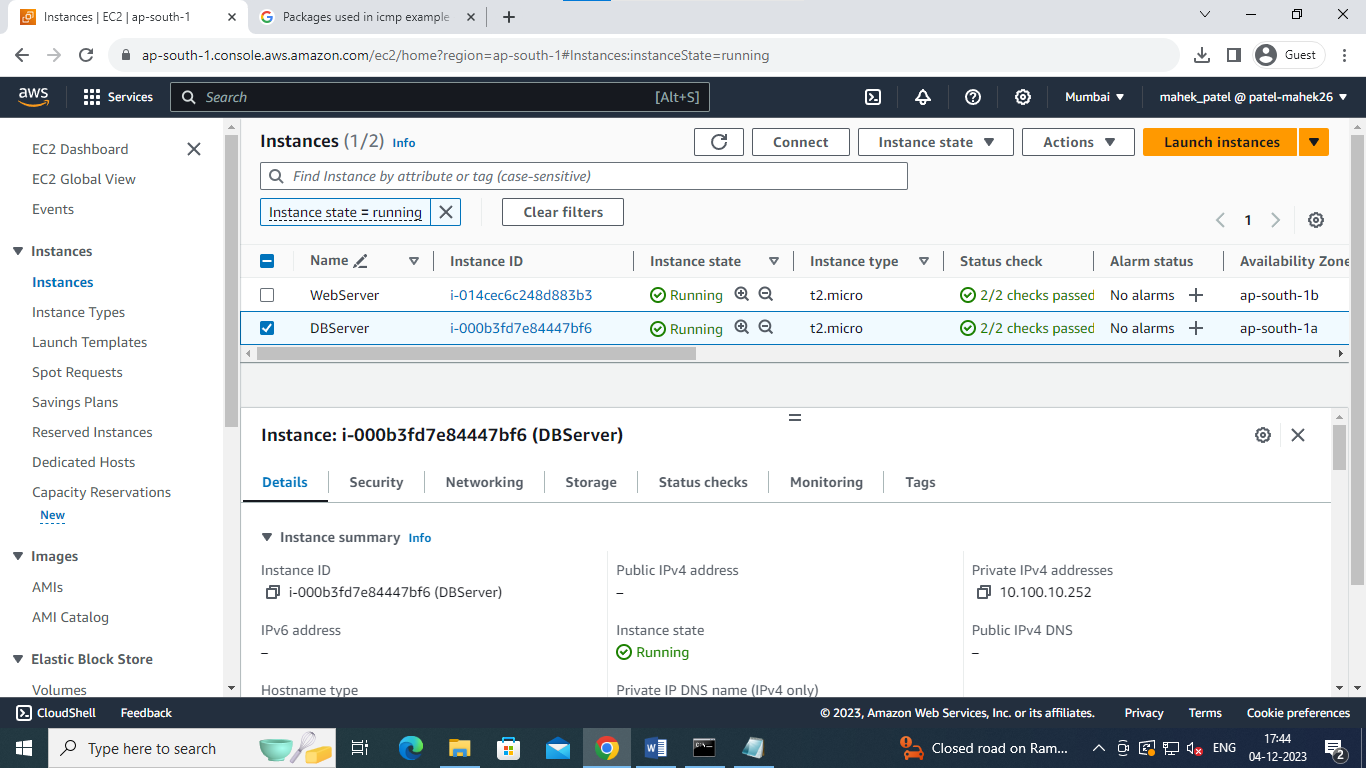 Instances | EC2 | ap-south-1
Packages used in icmp example
ap-south-1.console.aws.amazon.com/ec2/home?region=ap-south-1#Instances:instanceState=running
Guest
aws
Services
Search
[Alt+S]
Mumbai
mahek_patel @ patel-mahek26
EC2 Dashboard
EC2 Global View
Events
Instances
Instances
Instance Types
Launch Templates
Spot Requests
Savings Plans
Reserved Instances
Dedicated Hosts
Capacity Reservations
New
Images
AMIs
AMI Catalog
Elastic Block Store
Volumes
Instances (1/2) Info
Connect
Instance state
Actions
Launch instances
Find Instance by attribute or tag (case-sensitive)
Instance state = running
Clear filters
1
Name Instance ID Instance state Instance type Status check Alarm status Availability Zone
WebServer i-014cec6c248d883b3 Running t2.micro 2/2 checks passed No alarms ap-south-1b
DBServer i-000b3fd7e84447bf6 Running t2.micro 2/2 checks passed No alarms ap-south-1a
Instance: i-000b3fd7e84447bf6 (DBServer)
Details Security Networking Storage Status checks Monitoring Tags
Instance summary Info
Instance ID
i-000b3fd7e84447bf6 (DBServer)
Public IPv4 address
–
Private IPv4 addresses
10.100.10.252
IPv6 address
–
Instance state
Running
Public IPv4 DNS
–
Hostname type
Private IP DNS name (IPv4 only)
CloudShell
Feedback
© 2023, Amazon Web Services, Inc. or its affiliates.
Privacy
Terms
Cookie preferences
Type here to search
Closed road on Ram...
ENG
17:44
04-12-2023
2